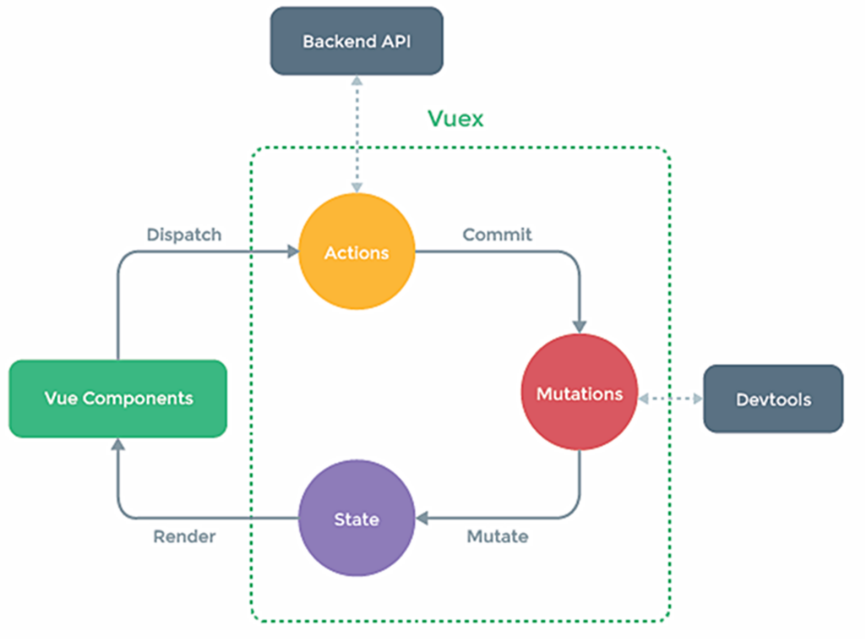 Backend API
Vuex
Dispatch
Actions
Commit
Vue Components
Mutations
Devtools
State
Render
Mutate